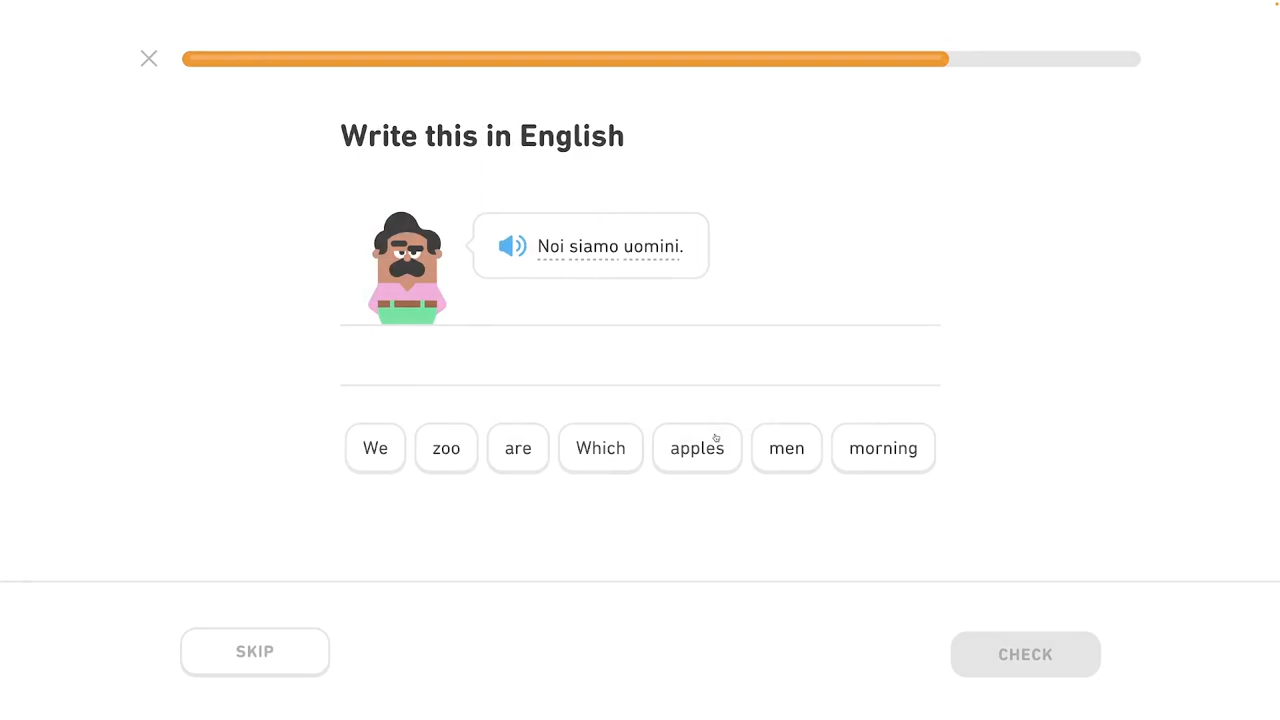 Write this in English
Noi siamo uomini.
We zoo are Which apples men morning
SKIP CHECK